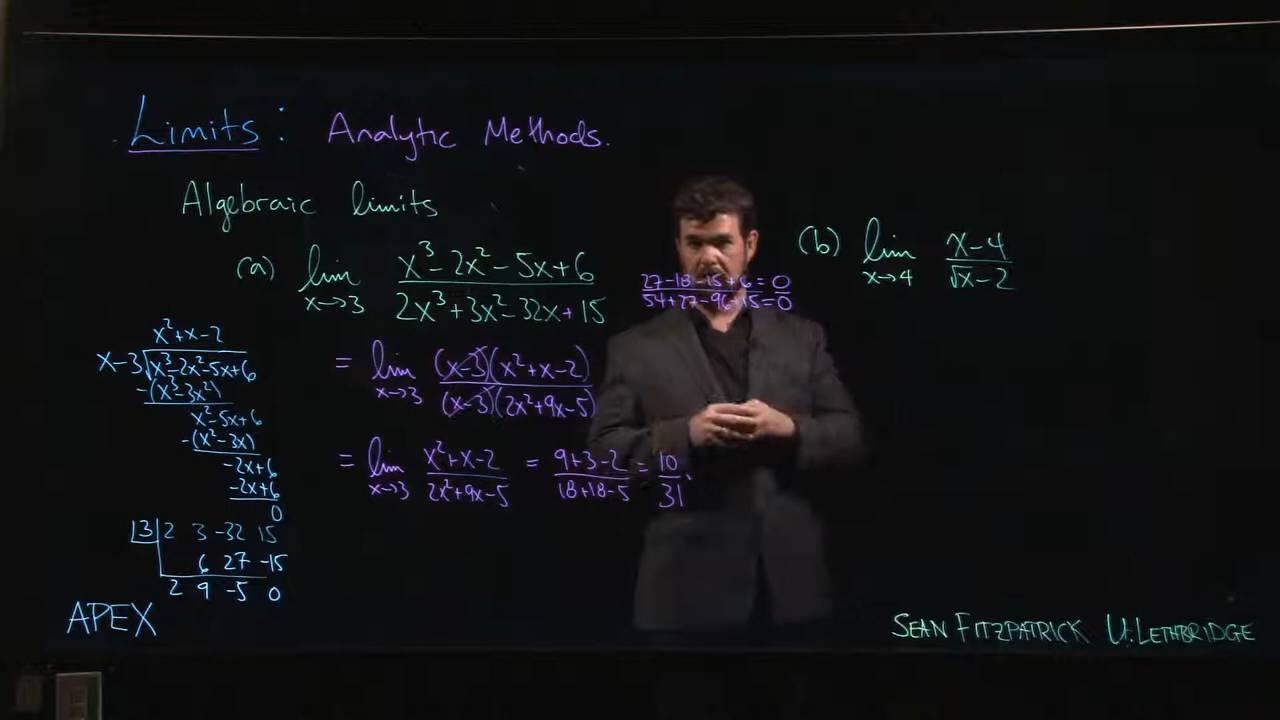 Limits: Analytic Methods.
Algebraic limits
(a) lim x→3 (x³-2x²-5x+6)/(2x³+3x²-32x+15)
27-18-15+6=0
54+27-96+15=0
= lim x→3 (x-3)(x²+x-2)/(x-3)(2x²+9x-5)
= lim x→3 (x²+x-2)/(2x²+9x-5) = (9+3-2)/(18+18-5) = 10/31.
x²+x-2
x-3 √x³-2x²-5x+6
-(x³-3x²)
x²-5x+6
-(x²-3x)
-2x+6
-2x+6
0
3 | 2 3 -32 15
6 27 -15
2 9 -5 0
APEX
(b) lim x→4 (x-4)/(√x-2)
SEAN FITZPATRICK U. LETHBRIDGE